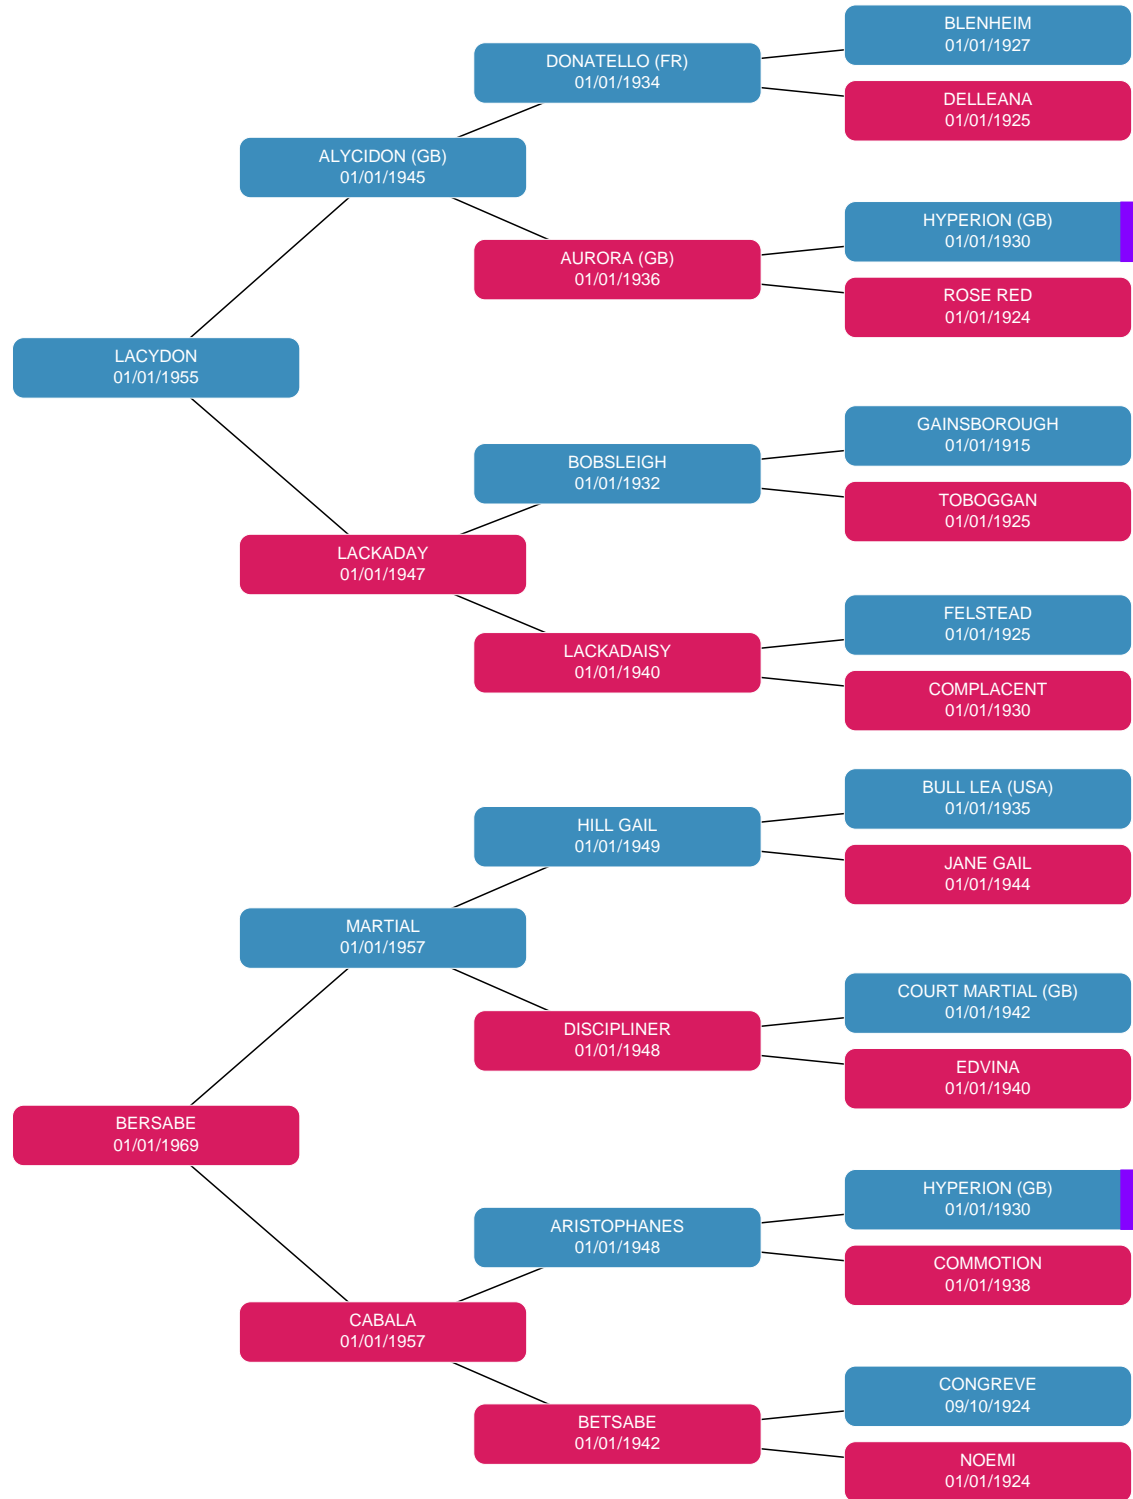 BLENHEIM
01/01/1927
DONATELLO (FR)
01/01/1934
DELLEANA
01/01/1925
ALYCIDON (GB)
01/01/1945
HYPERION (GB)
01/01/1930
AURORA (GB)
01/01/1936
ROSE RED
01/01/1924
LACYDON
01/01/1955
GAINSBOROUGH
01/01/1915
BOBSLEIGH
01/01/1932
TOBOGGAN
01/01/1925
LACKADAY
01/01/1947
FELSTEAD
01/01/1925
LACKADAISY
01/01/1940
COMPLACENT
01/01/1930
BULL LEA (USA)
01/01/1935
HILL GAIL
01/01/1949
JANE GAIL
01/01/1944
MARTIAL
01/01/1957
COURT MARTIAL (GB)
01/01/1942
DISCIPLINER
01/01/1948
EDVINA
01/01/1940
BERSABE
01/01/1969
HYPERION (GB)
01/01/1930
ARISTOPHANES
01/01/1948
COMMOTION
01/01/1938
CABALA
01/01/1957
CONGREVE
09/10/1924
BETSABE
01/01/1942
NOEMI
01/01/1924